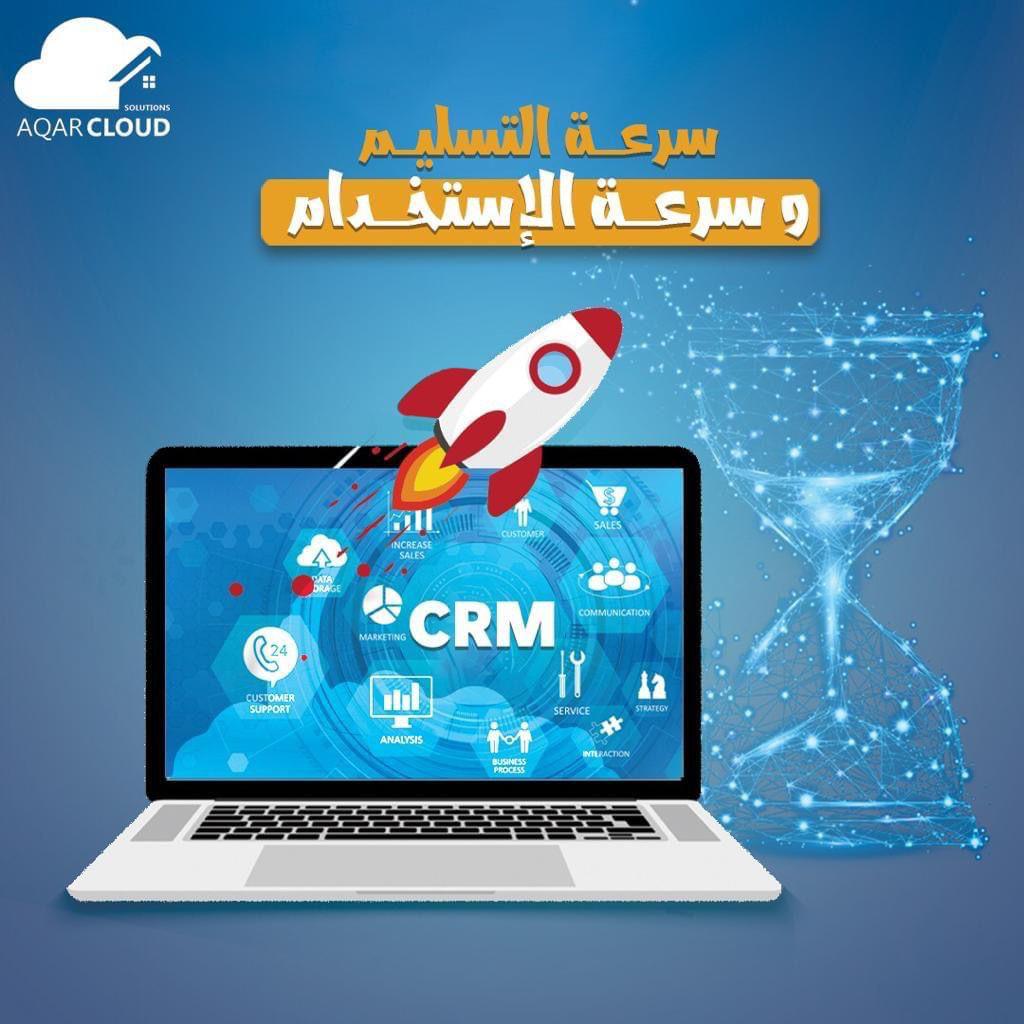 SOLUTIONS
AQAR CLOUD
سرعة التسليم
و سرعة الإستخدام
INCREASE
SALES
CUSTOMER
SALES
DATA
STORAGE
COMMUNICATION
MARKETING
CRM
24
CUSTOMER
SUPPORT
ANALYSIS
SERVICE
STRATEGY
BUSINESS
PROCESS
INTERACTION